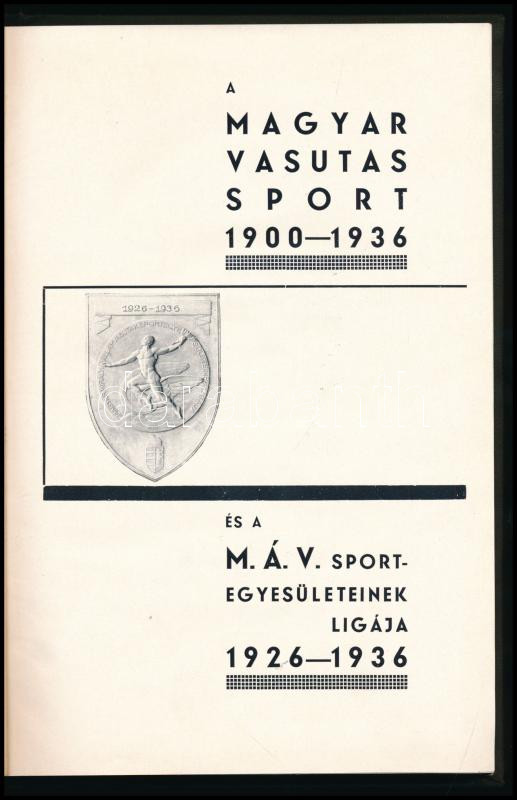 A
MAGYAR
VASUTAS
SPORT
1900—1936
1926-1936
ÉS A
M. Á. V. SPORT-
EGYESÜLETEINEK
LIGÁJA
1926—1936